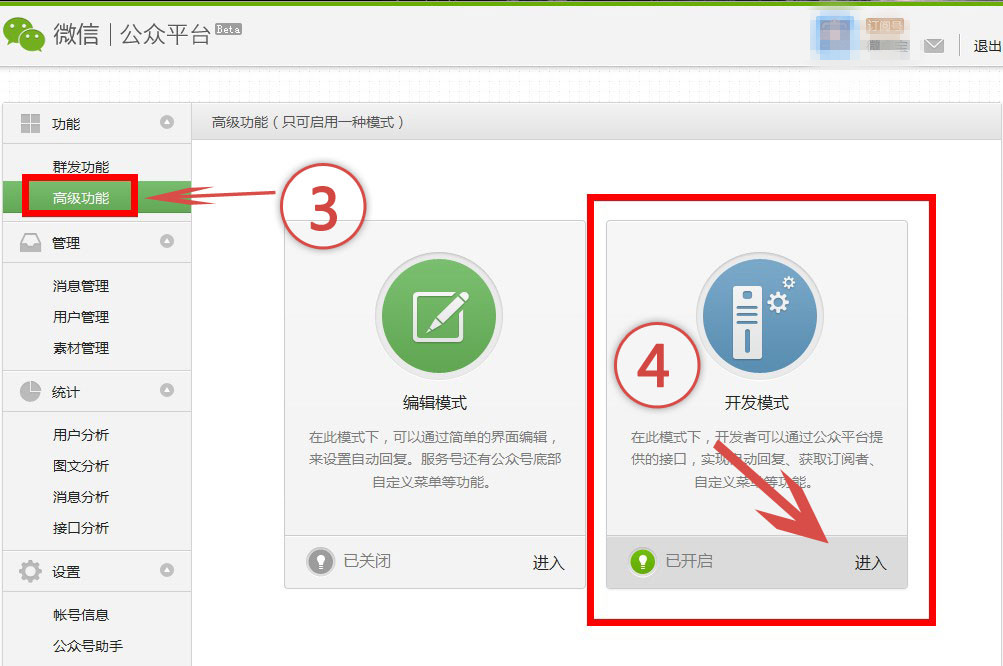 微信 | 公众平台 Beta
订阅号
退出
功能
群发功能
高级功能
管理
消息管理
用户管理
素材管理
统计
用户分析
图文分析
消息分析
接口分析
设置
帐号信息
公众号助手
高级功能（只可启用一种模式）
3
编辑模式
在此模式下，可以通过简单的界面编辑，
来设置自动回复。服务号还有公众号底部
自定义菜单等功能。
已关闭
进入
4
开发模式
在此模式下，开发者可以通过公众平台提
供的接口，实现自动回复、获取订阅者、
自定义菜单等功能。
已开启
进入